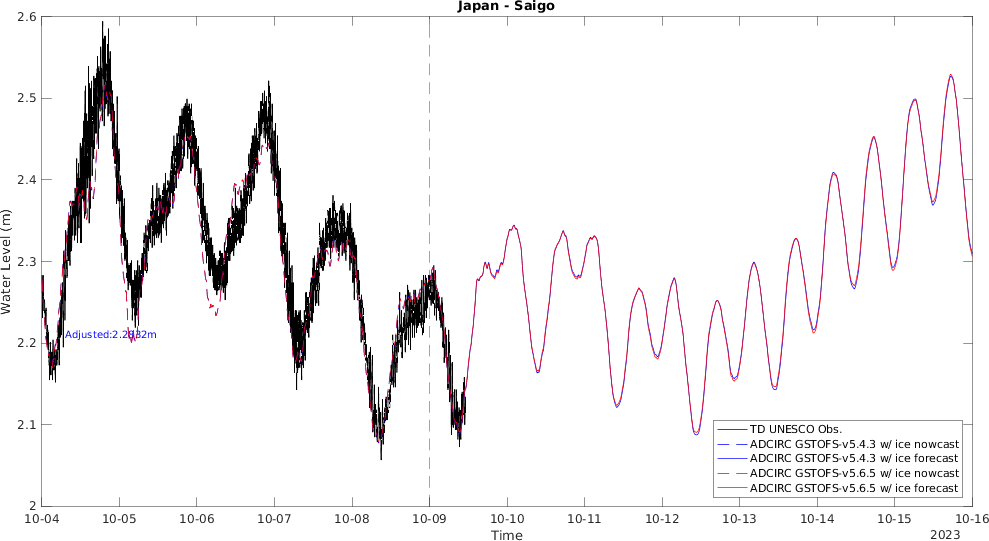 Japan - Saigo
2.6
2.5
2.4
2.3
2.2
2.1
2
Water Level (m)
10-04
10-05
10-06
10-07
10-08
10-09
10-10
10-11
10-12
10-13
10-14
10-15
10-16
Time
2023
TD UNESCO Obs.
ADCIRC GSTOFS-v5.4.3 w/ ice nowcast
ADCIRC GSTOFS-v5.4.3 w/ ice forecast
ADCIRC GSTOFS-v5.6.5 w/ ice nowcast
ADCIRC GSTOFS-v5.6.5 w/ ice forecast